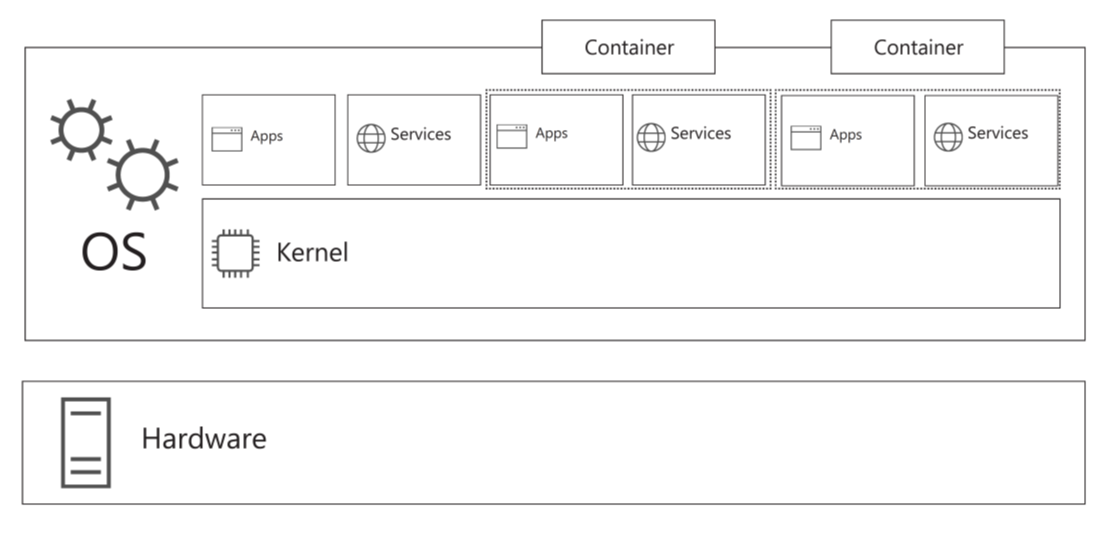 Container
Container
Apps
Services
Apps
Services
Apps
Services
OS
Kernel
Hardware